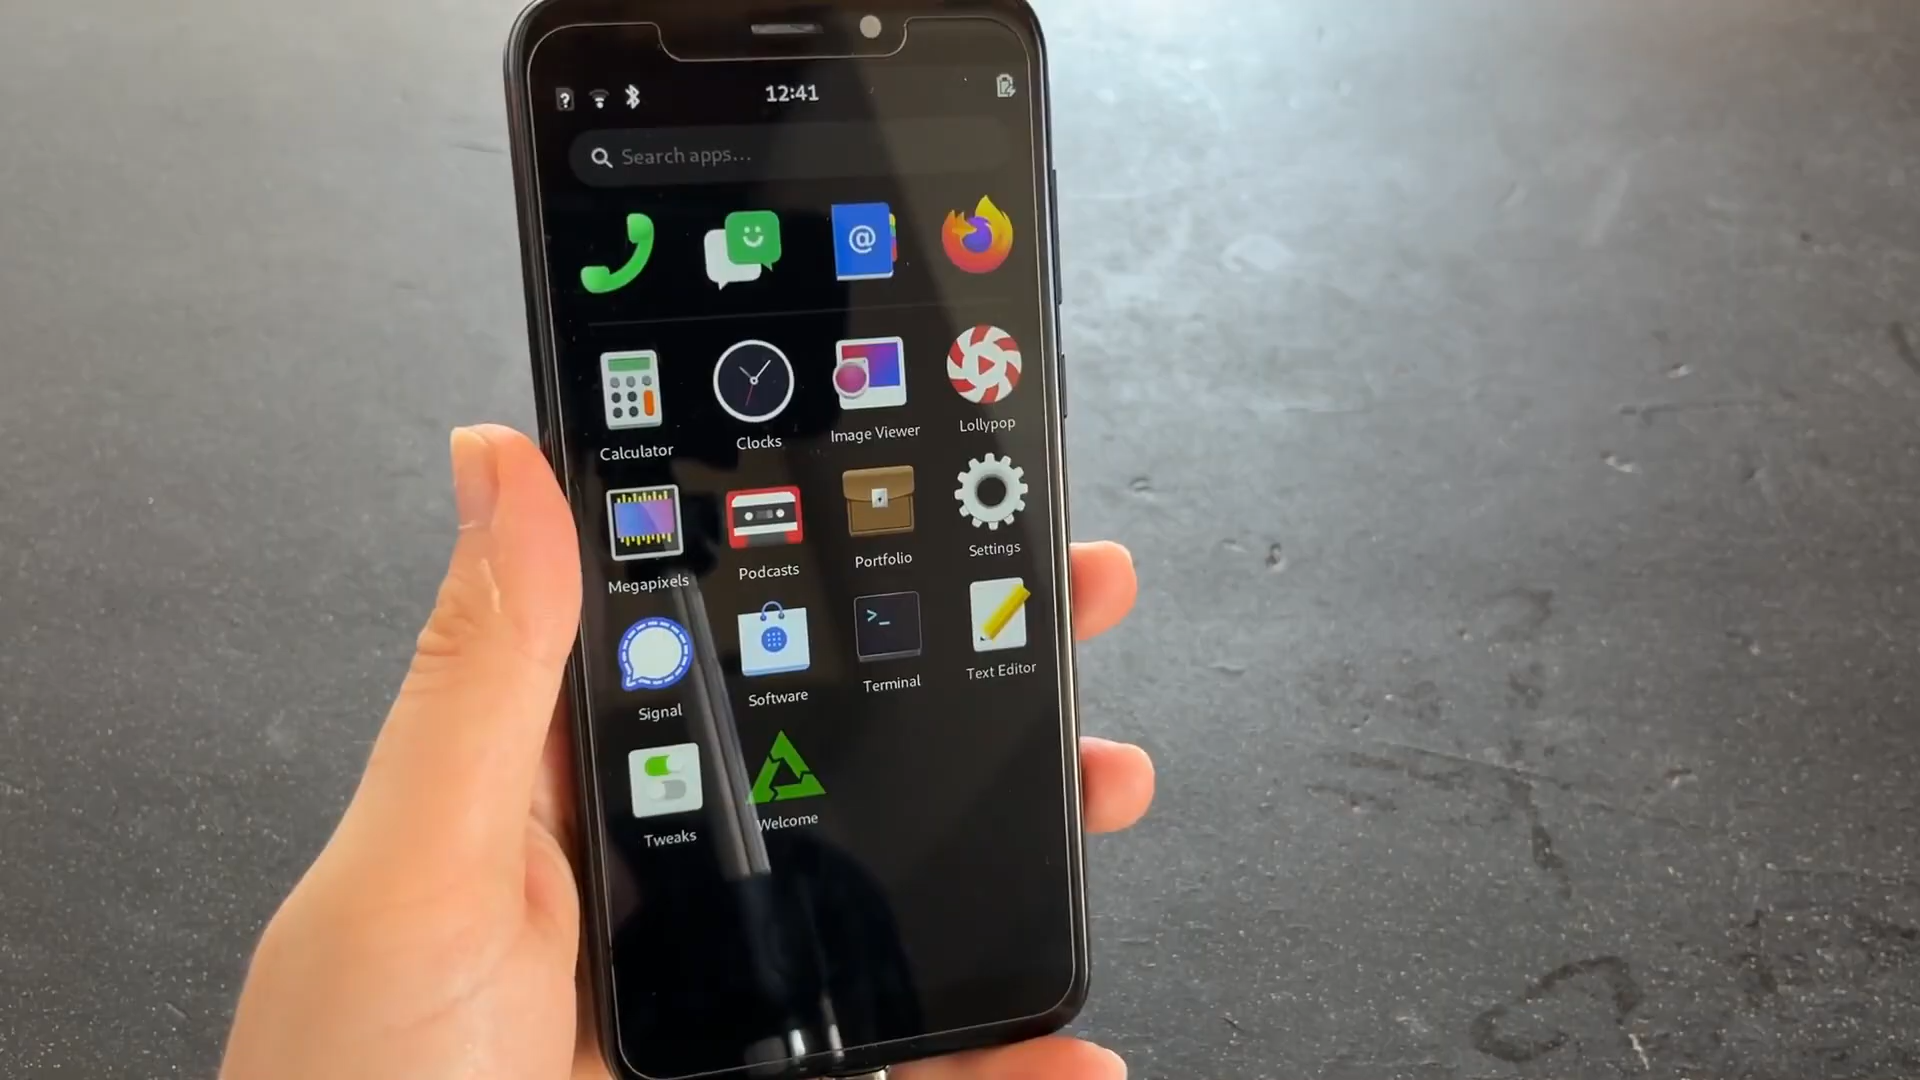 12:41
Search apps...
@
Calculator
Clocks
Image Viewer
Lollypop
Megapixels
Podcasts
Portfolio
Settings
>_
Signal
Software
Terminal
Text Editor
Tweaks
Welcome